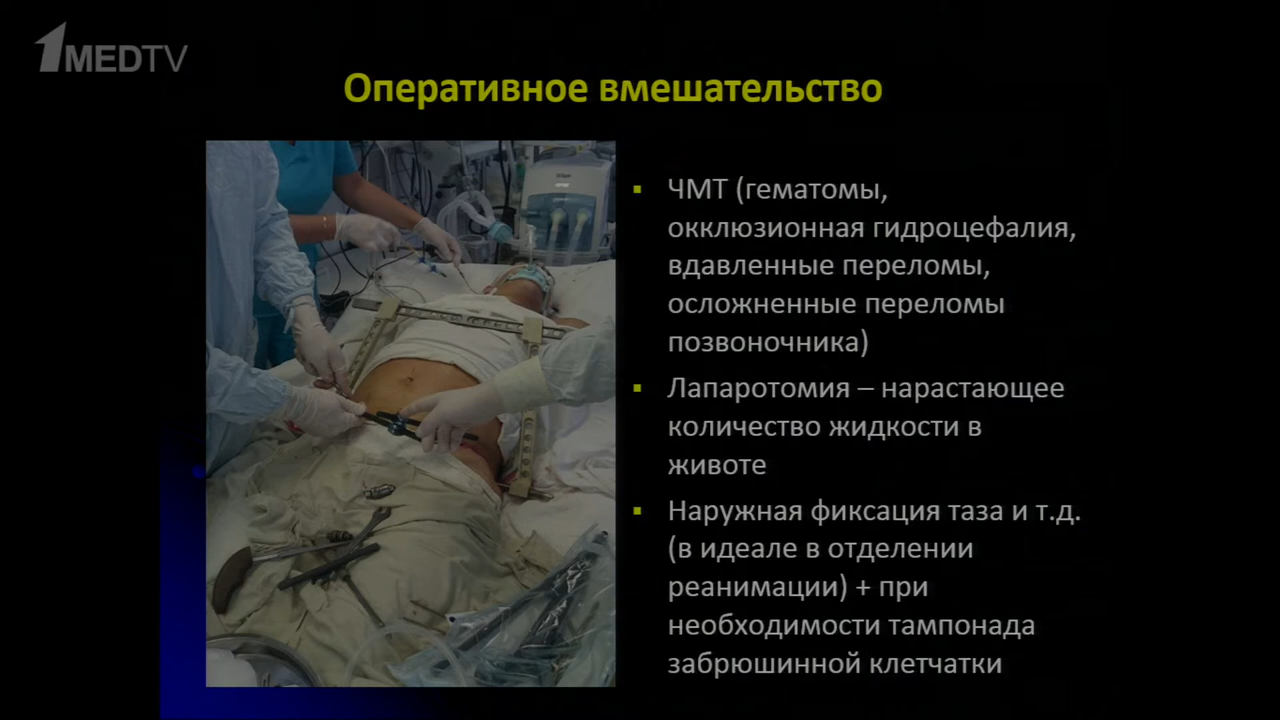 1MEDTV
Оперативное вмешательство
▪ ЧМТ (гематомы,
окклюзионная гидроцефалия,
вдавленные переломы,
осложненные переломы
позвоночника)
▪ Лапаротомия – нарастающее
количество жидкости в
животе
▪ Наружная фиксация таза и т.д.
(в идеале в отделении
реанимации) + при
необходимости тампонада
забрюшинной клетчатки